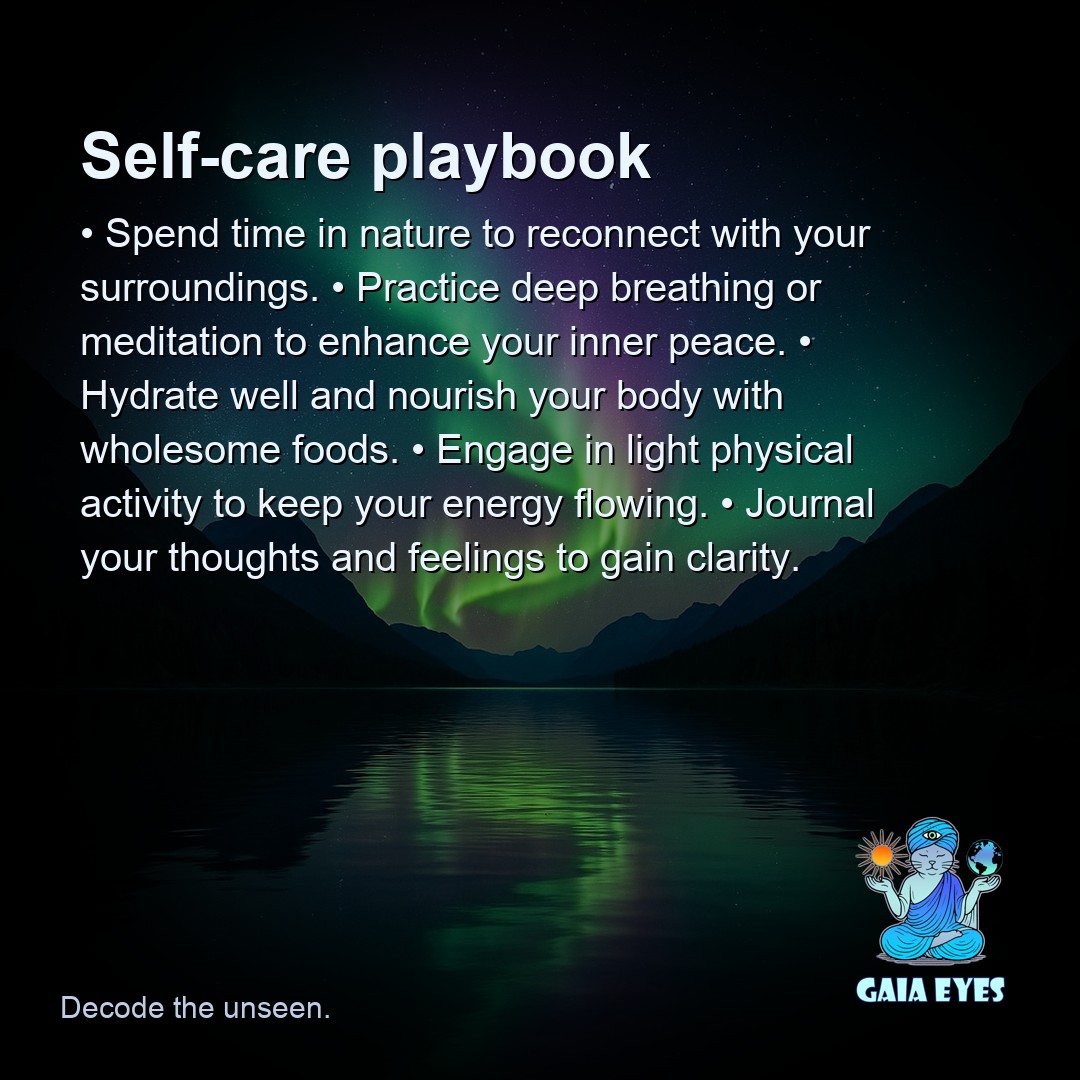 Self-care playbook
• Spend time in nature to reconnect with your
surroundings. • Practice deep breathing or
meditation to enhance your inner peace. •
Hydrate well and nourish your body with
wholesome foods. • Engage in light physical
activity to keep your energy flowing. • Journal
your thoughts and feelings to gain clarity.
GAIA EYES
Decode the unseen.